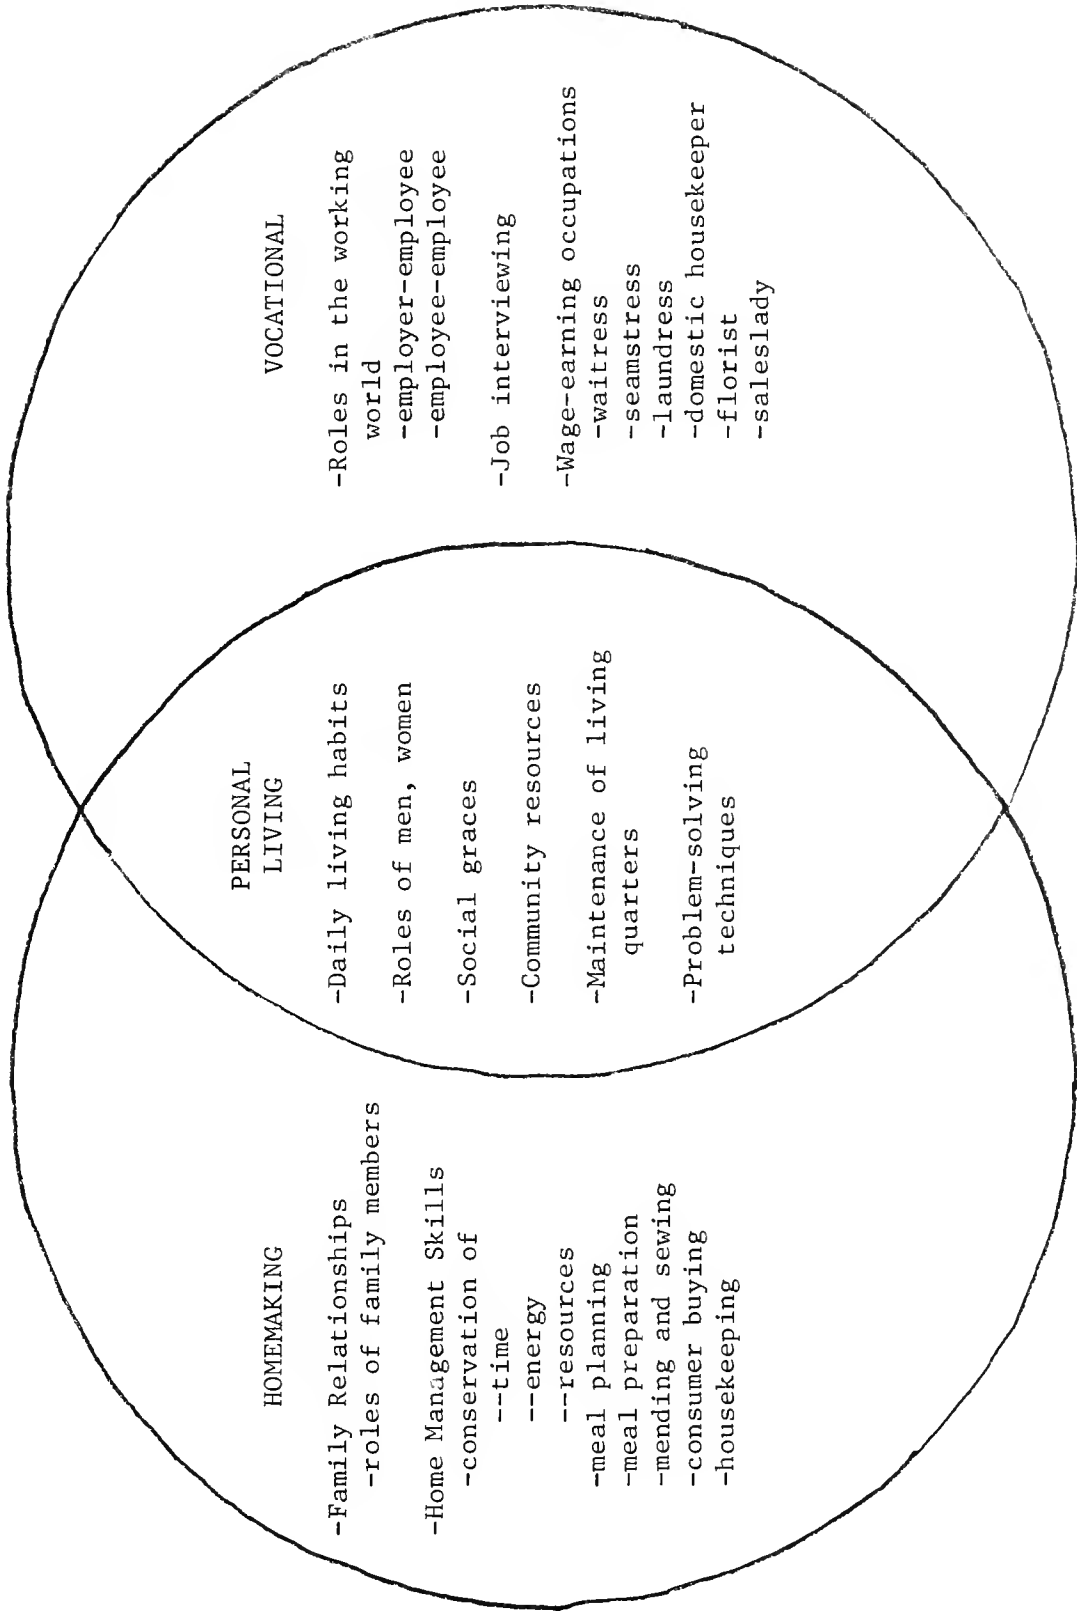 HOMEMAKING
-Family Relationships
-roles of family members
-Home Management Skills
-conservation of
--time
--energy
--resources
-meal planning
-meal preparation
-mending and sewing
-consumer buying
-housekeeping
PERSONAL
LIVING
-Daily living habits
-Roles of men, women
-Social graces
-Community resources
-Maintenance of living
quarters
-Problem-solving
techniques
VOCATIONAL
-Roles in the working
world
-employer-employee
-employee-employee
-Job interviewing
-Wage-earning occupations
-waitress
-seamstress
-laundress
-domestic housekeeper
-florist
-saleslady